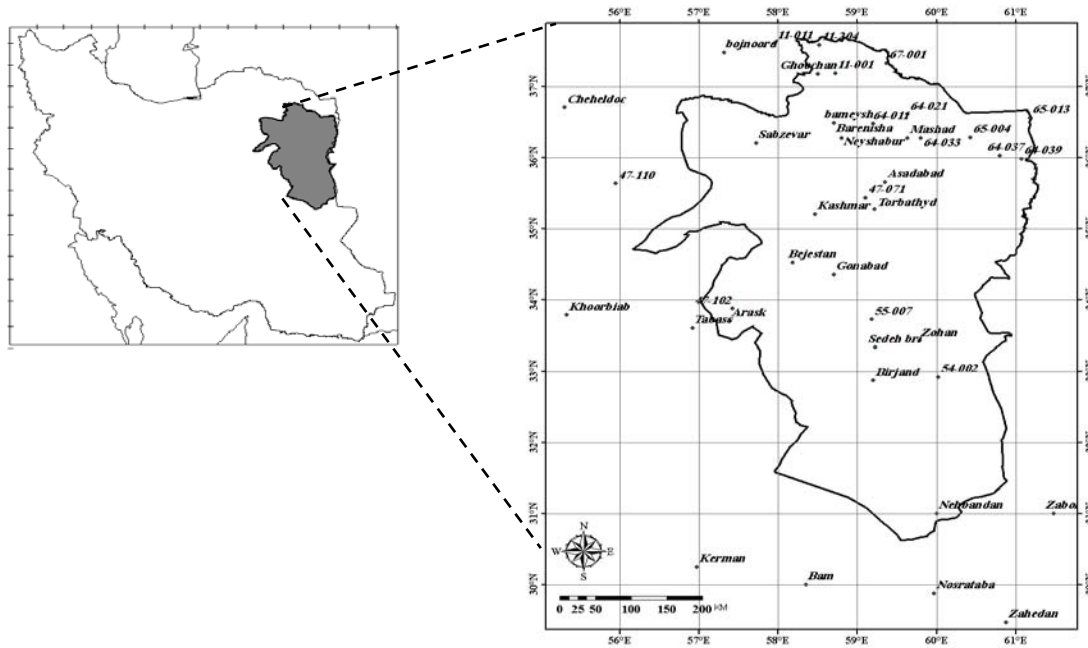 56°E 57°E 58°E 59°E 60°E 61°E
11-011 11-204
bojnoord
67-001
Ghouchan 11-001
37°N
Cheheldoc
64-021
65-013
bameysh 64-011
Sabzevar Barenisha Mashad 65-004
Neyshabur 64-033 64-037 64-039
36°N
Asadabad
47-110
47-071
Kashmar Torbathyd
35°N
Bejestan
Gonabad
34°N
Khoorbiab
47-102
Arask
Tabass
55-007
Zohan
Sedeh bri
33°N
Birjand
54-002
32°N
Nehbandan
31°N
N
W E
S
Kerman
Bam
30°N
Nosrataba
0 25 50 100 150 200 KM
Zahedan
56°E 57°E 58°E 59°E 60°E 61°E